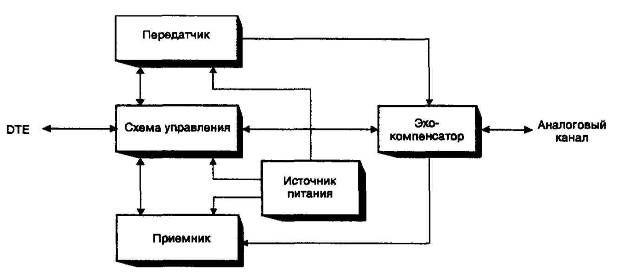 Передатчик
DTE
Схема управления
Эхо-
компенсатор
Аналоговый
канал
Источник
питания
Приемник